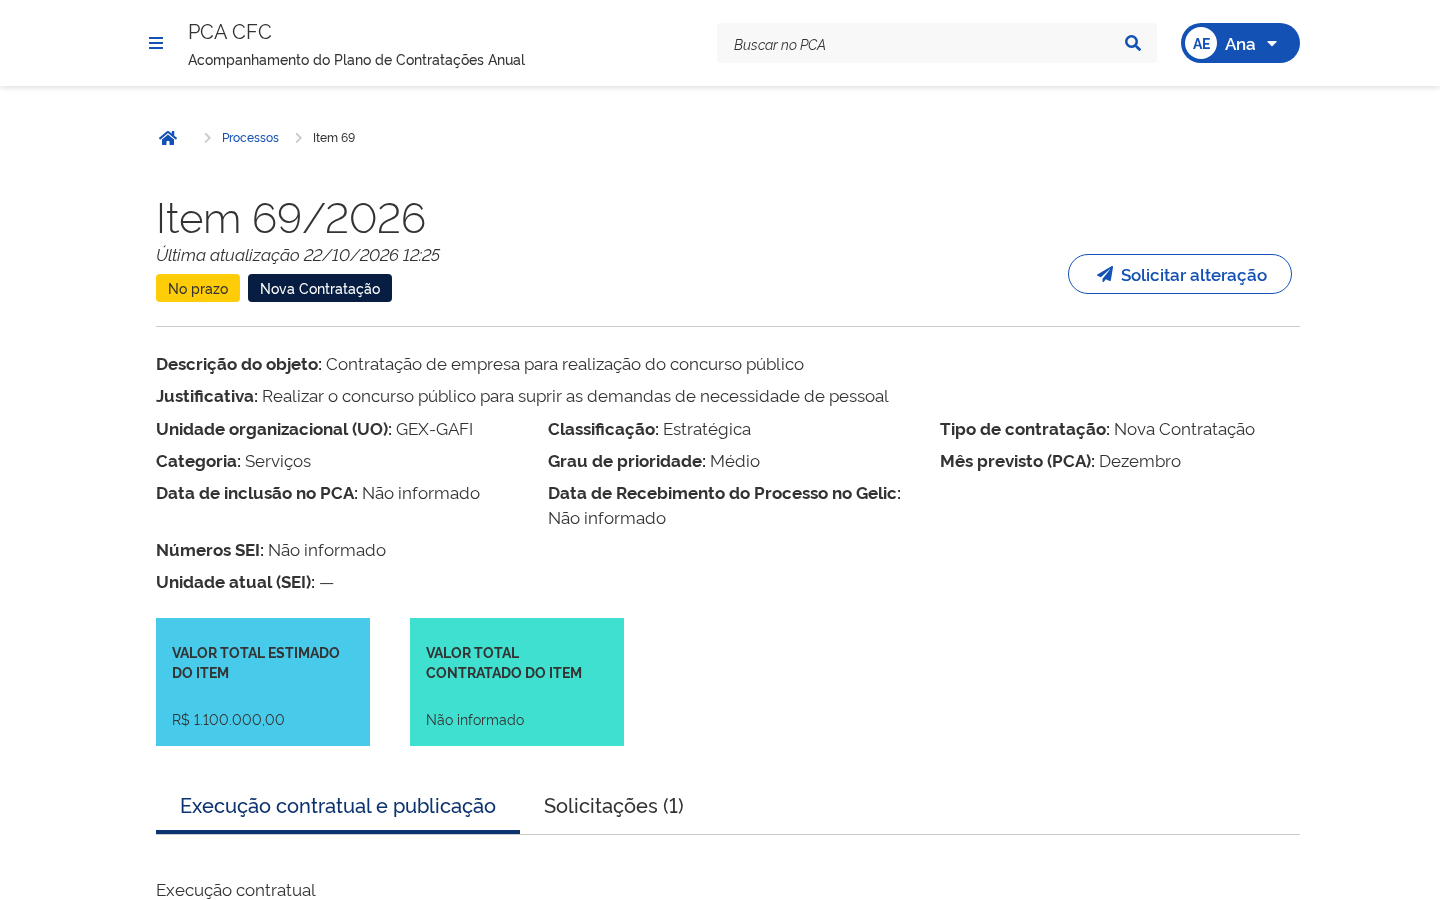 PCA CFC
Acompanhamento do Plano de Contratações Anual
Buscar no PCA
AE Ana
Processos
Item 69
Item 69/2026
Última atualização 22/10/2026 12:25
No prazo
Nova Contratação
Solicitar alteração
Descrição do objeto: Contratação de empresa para realização do concurso público
Justificativa: Realizar o concurso público para suprir as demandas de necessidade de pessoal
Unidade organizacional (UO): GEX-GAFI
Classificação: Estratégica
Tipo de contratação: Nova Contratação
Categoria: Serviços
Grau de prioridade: Médio
Mês previsto (PCA): Dezembro
Data de inclusão no PCA: Não informado
Data de Recebimento do Processo no Gelic:
Não informado
Números SEI: Não informado
Unidade atual (SEI): —
VALOR TOTAL ESTIMADO
DO ITEM
R$ 1.100.000,00
VALOR TOTAL
CONTRATADO DO ITEM
Não informado
Execução contratual e publicação
Solicitações (1)
Execução contratual